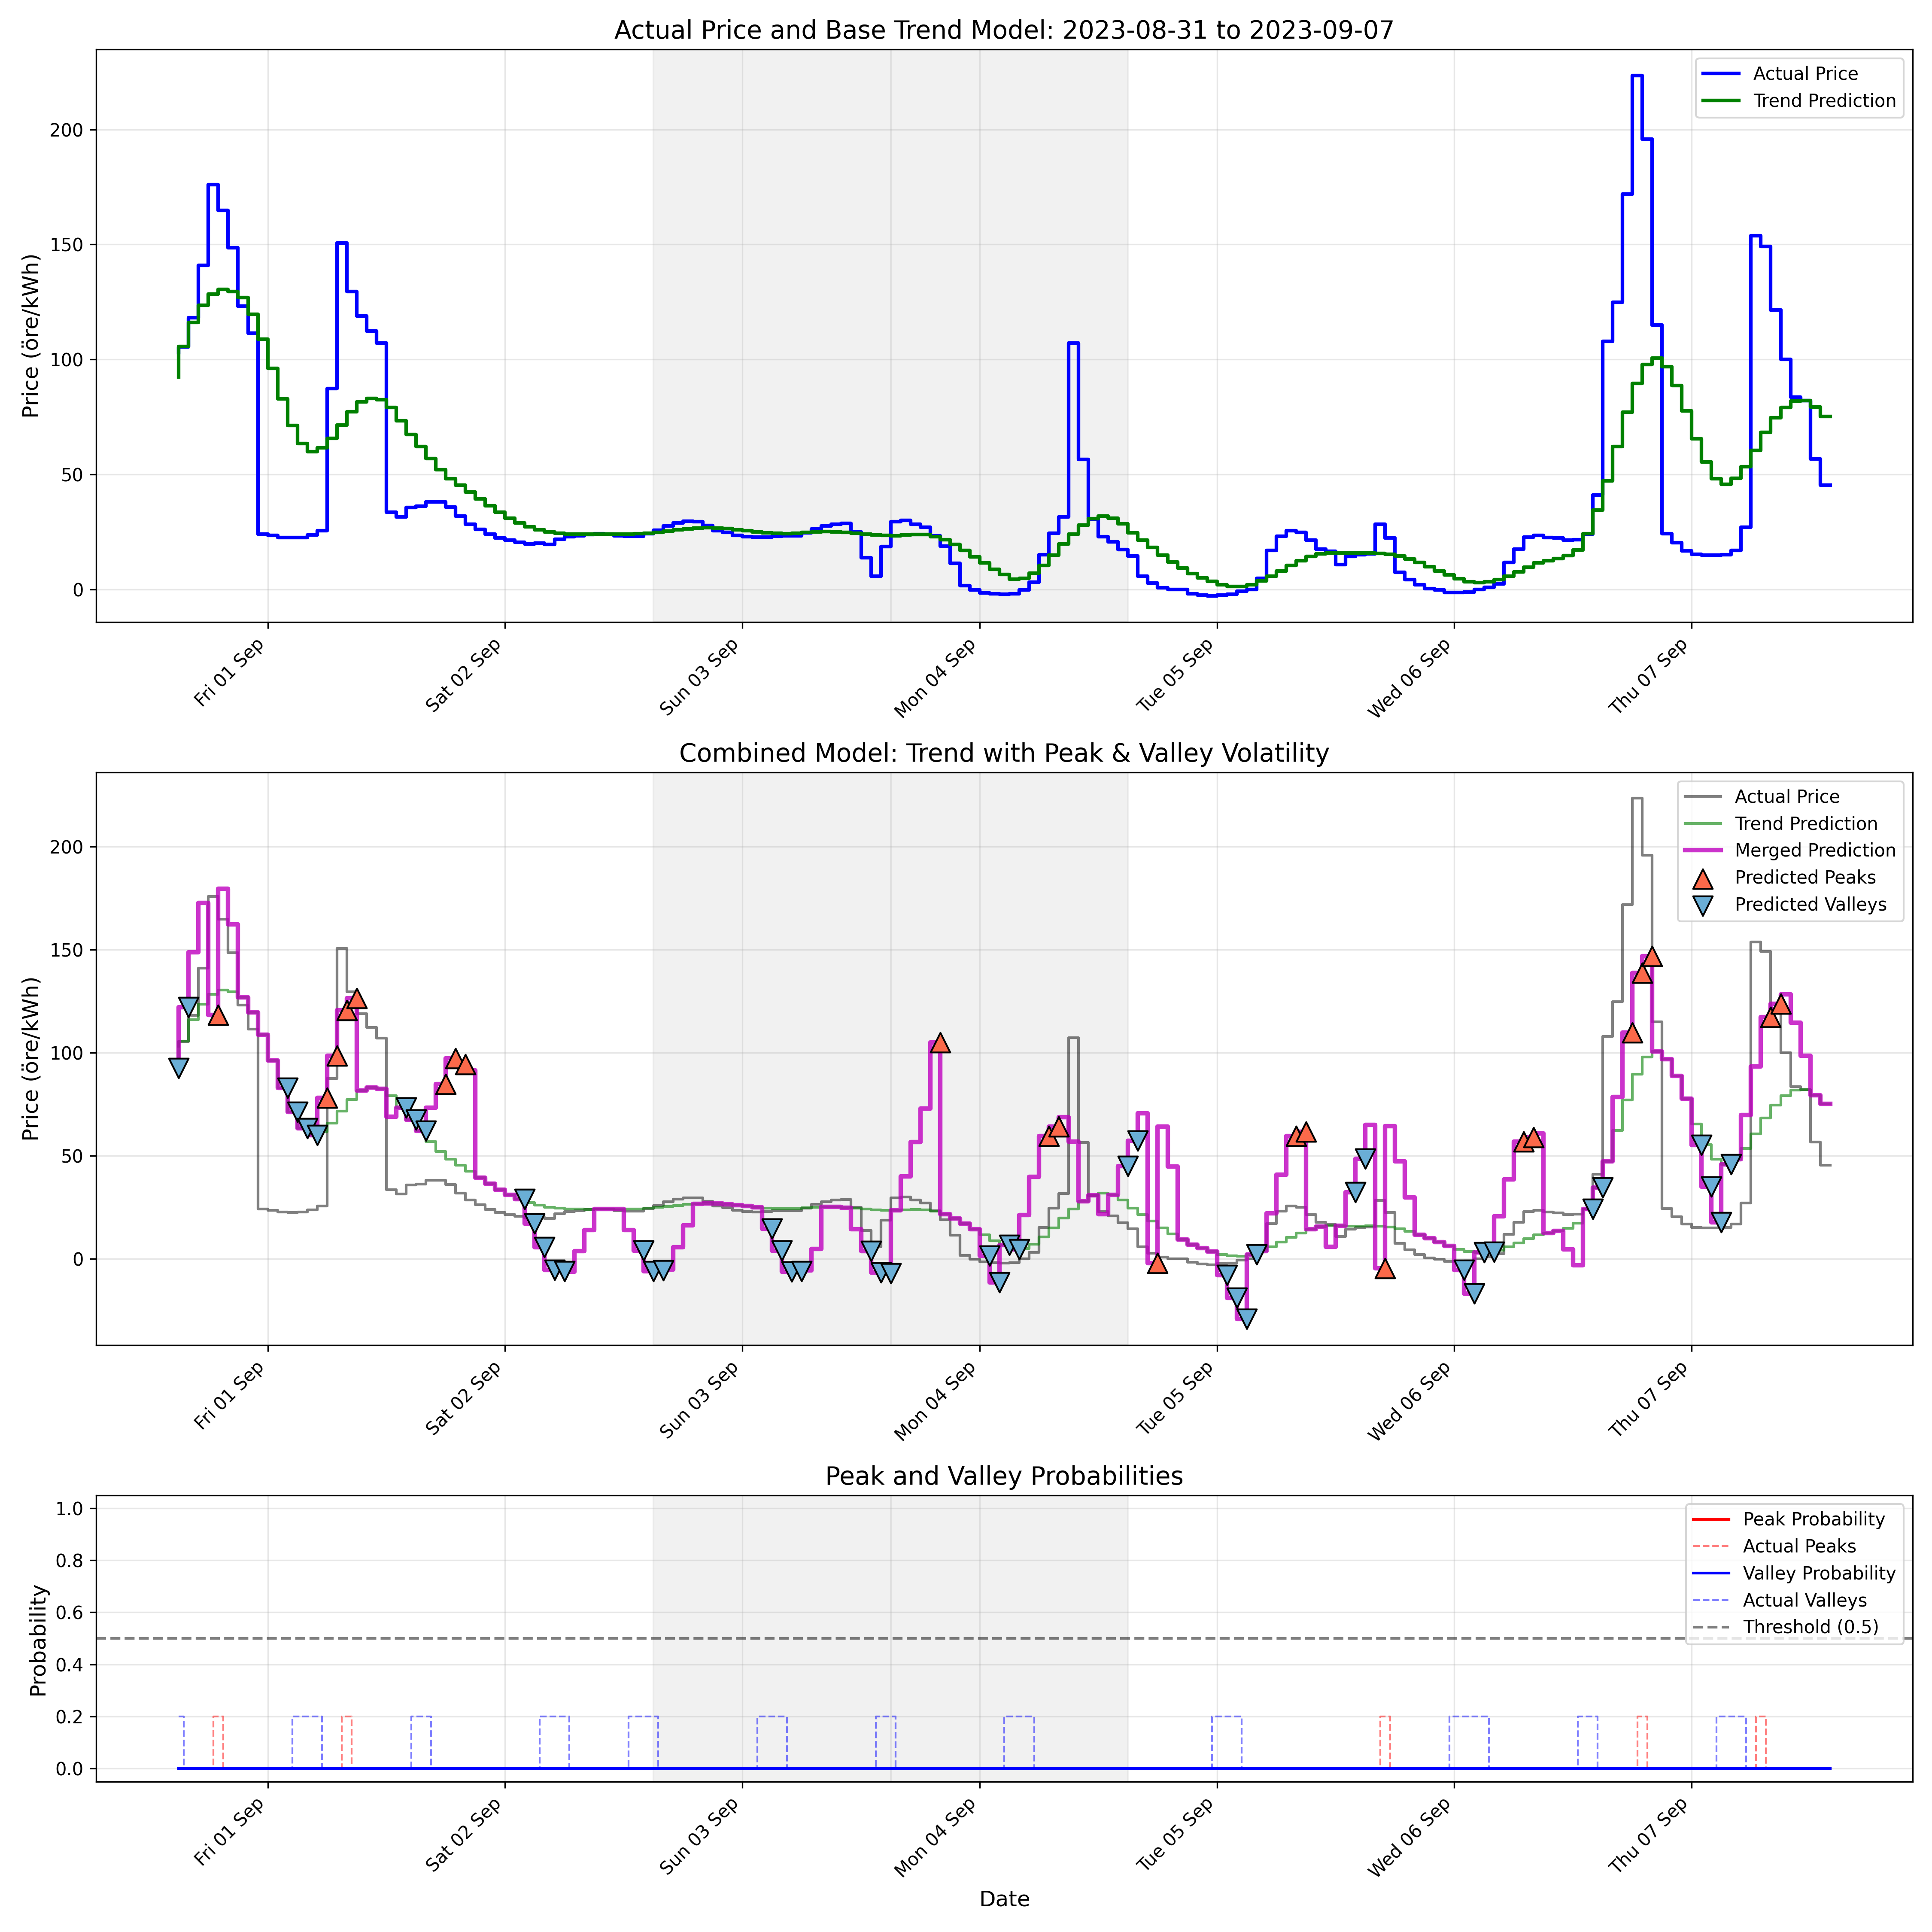 Actual Price and Base Trend Model: 2023-08-31 to 2023-09-07
Price (öre/kWh)
200
150
100
50
0
Actual Price
Trend Prediction
Fri 01 Sep
Sat 02 Sep
Sun 03 Sep
Mon 04 Sep
Tue 05 Sep
Wed 06 Sep
Thu 07 Sep
Combined Model: Trend with Peak & Valley Volatility
Price (öre/kWh)
200
150
100
50
0
Actual Price
Trend Prediction
Merged Prediction
Predicted Peaks
Predicted Valleys
Fri 01 Sep
Sat 02 Sep
Sun 03 Sep
Mon 04 Sep
Tue 05 Sep
Wed 06 Sep
Thu 07 Sep
Peak and Valley Probabilities
Probability
1.0
0.8
0.6
0.4
0.2
0.0
Peak Probability
Actual Peaks
Valley Probability
Actual Valleys
Threshold (0.5)
Fri 01 Sep
Sat 02 Sep
Sun 03 Sep
Mon 04 Sep
Tue 05 Sep
Wed 06 Sep
Thu 07 Sep
Date